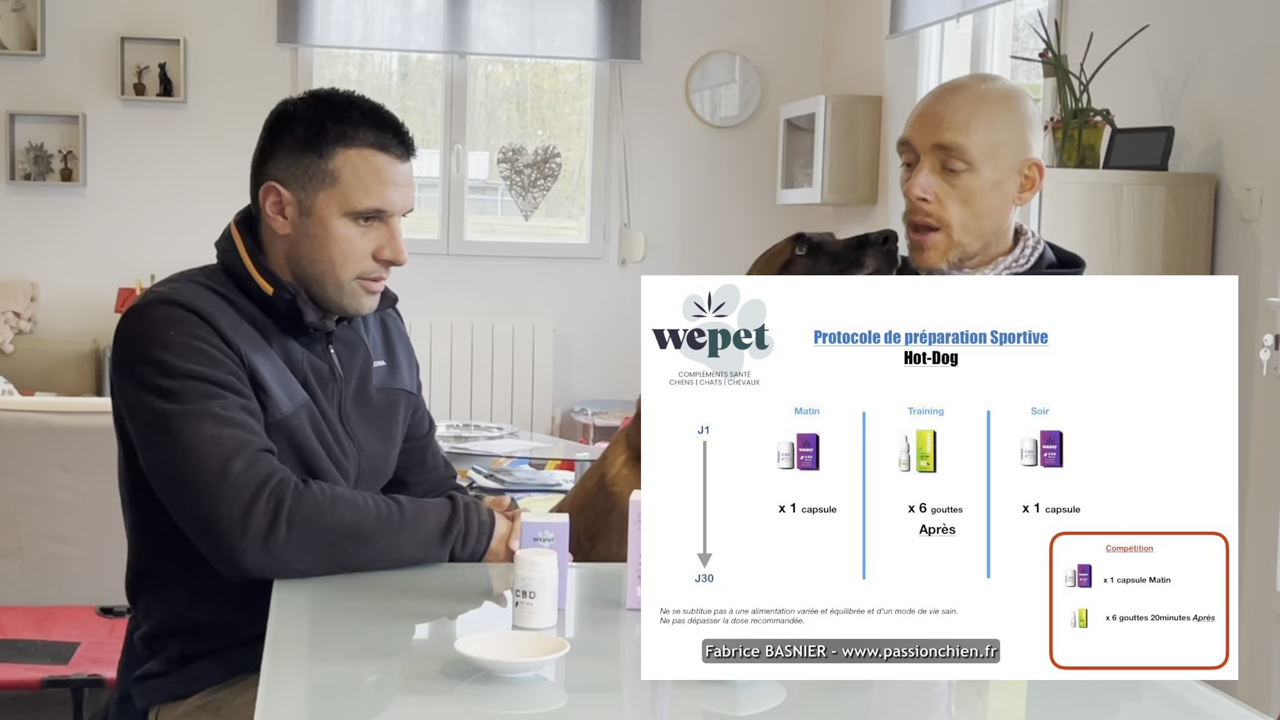 wepet
COMPLÉMENTS SANTÉ
CHIENS | CHATS | CHEVAUX
Protocole de préparation Sportive
Hot-Dog
Matin
Training
Soir
J1
x 1 capsule
x 6 gouttes
Après
x 1 capsule
J30
Compétition
x 1 capsule Matin
x 6 gouttes 20minutes Après
Ne se subtitue pas à une alimentation variée et équilibrée et d'un mode de vie sain.
Ne pas dépasser la dose recommandée.
Fabrice BASNIER - www.passionchien.fr
wepet
CBD